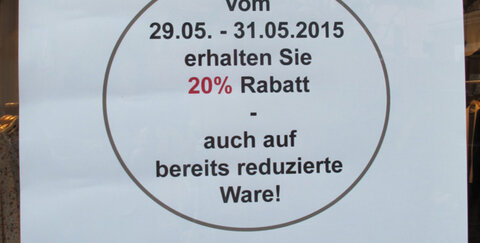 vom
29.05. - 31.05.2015
erhalten Sie
20% Rabatt
-
auch auf
bereits reduzierte
Ware!